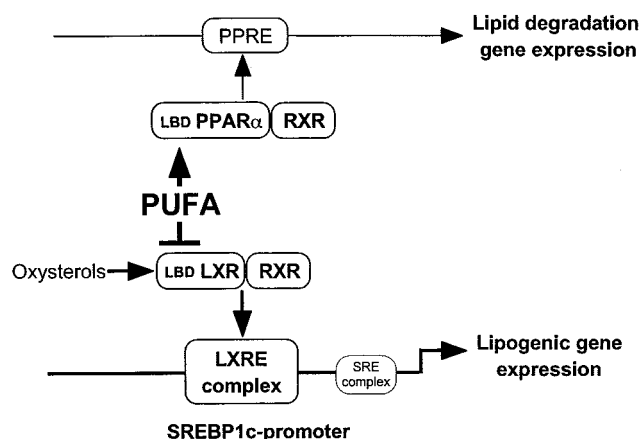 PPRE
Lipid degradation
gene expression
LBD PPARα RXR
PUFA
Oxysterols
LBD LXR RXR
LXRE
complex
SRE
complex
Lipogenic gene
expression
SREBP1c-promoter